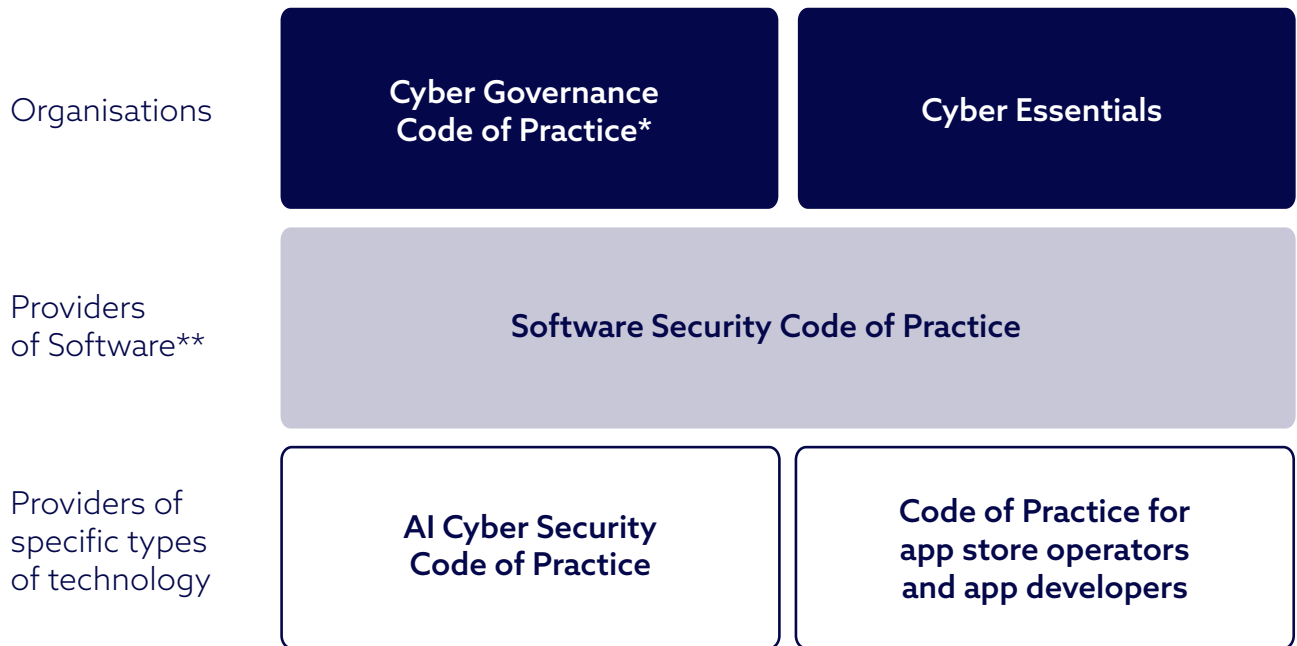 Organisations
Cyber Governance
Code of Practice*
Cyber Essentials
Providers
of Software**
Software Security Code of Practice
Providers of
specific types
of technology
AI Cyber Security
Code of Practice
Code of Practice for
app store operators
and app developers